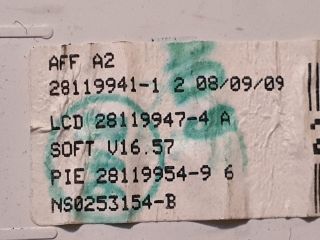 AFF A2
28119941-1 2 08/09/09
LCD 28119947-4 A
SOFT V16.57
PIE 28119954-9 6
NS0253154-B